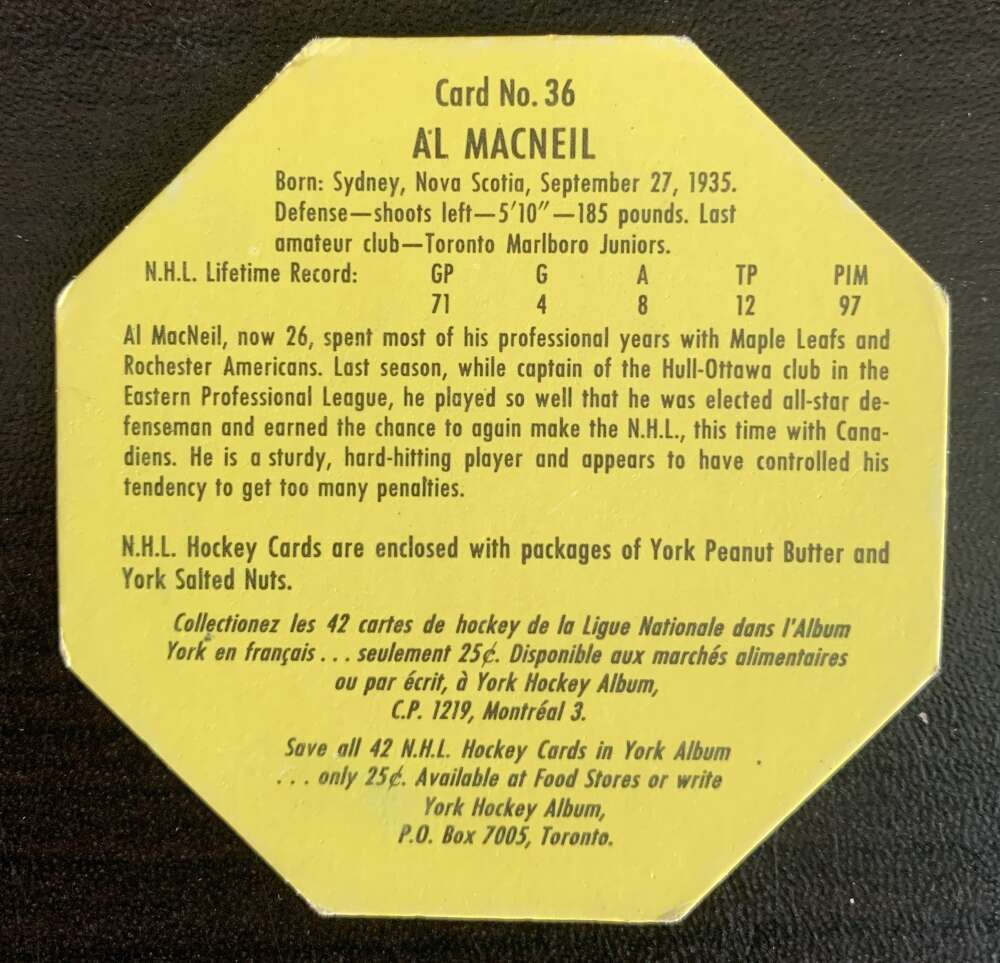 Card No. 36
AL MACNEIL
Born: Sydney, Nova Scotia, September 27, 1935.
Defense—shoots left—5'10"—185 pounds. Last
amateur club—Toronto Marlboro Juniors.
N.H.L. Lifetime Record: GP G A TP PIM
71 4 8 12 97
Al MacNeil, now 26, spent most of his professional years with Maple Leafs and
Rochester Americans. Last season, while captain of the Hull-Ottawa club in the
Eastern Professional League, he played so well that he was elected all-star de-
fenseman and earned the chance to again make the N.H.L., this time with Cana-
diens. He is a sturdy, hard-hitting player and appears to have controlled his
tendency to get too many penalties.
N.H.L. Hockey Cards are enclosed with packages of York Peanut Butter and
York Salted Nuts.
Collectionez les 42 cartes de hockey de la Ligue Nationale dans l'Album
York en français . . . seulement 25¢. Disponible aux marchés alimentaires
ou par écrit, à York Hockey Album,
C.P. 1219, Montréal 3.
Save all 42 N.H.L. Hockey Cards in York Album
. . . only 25¢. Available at Food Stores or write
York Hockey Album,
P.O. Box 7005, Toronto.